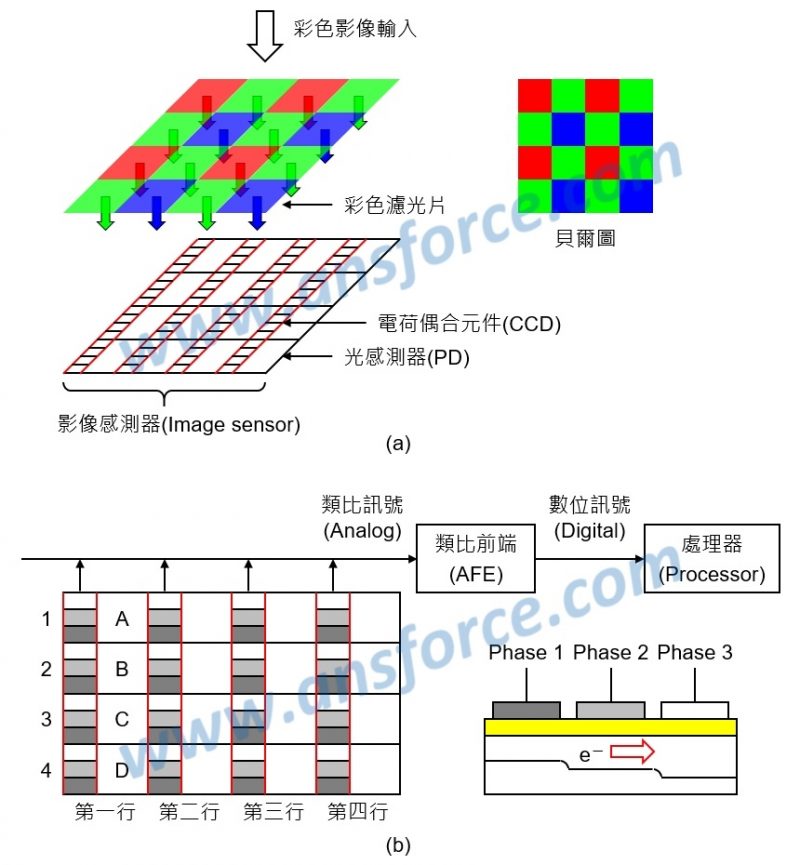 彩色影像輸入
彩色濾光片
貝爾圖
電荷偶合元件(CCD)
光感測器(PD)
影像感測器(Image sensor)
(a)
類比訊號
(Analog)
類比前端
(AFE)
數位訊號
(Digital)
處理器
(Processor)
1 A
2 B
3 C
4 D
第一行 第二行 第三行 第四行
Phase 1 Phase 2 Phase 3
e⁻
(b)
www.ansforce.com
www.ansforce.com